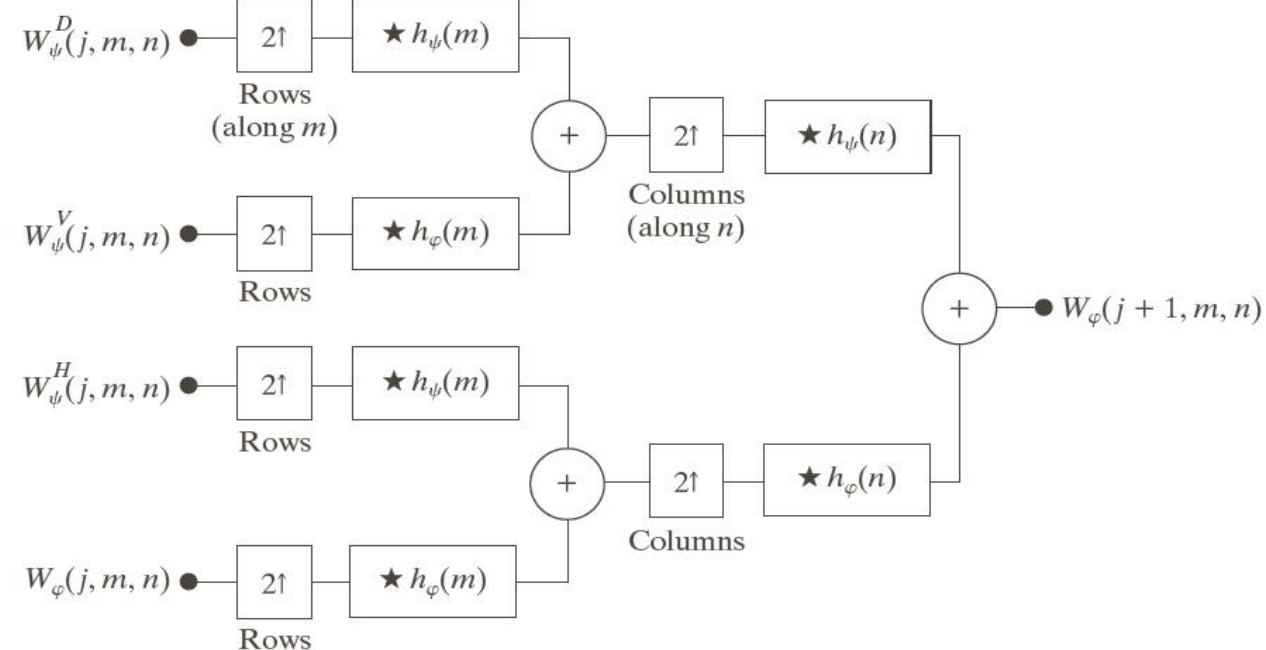 W_ψ^D(j, m, n)
2↑
★ h_ψ(m)
Rows
(along m)
+
2↑
★ h_ψ(n)
Columns
(along n)
W_ψ^V(j, m, n)
2↑
★ h_φ(m)
Rows
+
W_φ(j + 1, m, n)
W_ψ^H(j, m, n)
2↑
★ h_ψ(m)
Rows
+
2↑
★ h_φ(n)
Columns
W_φ(j, m, n)
2↑
★ h_φ(m)
Rows